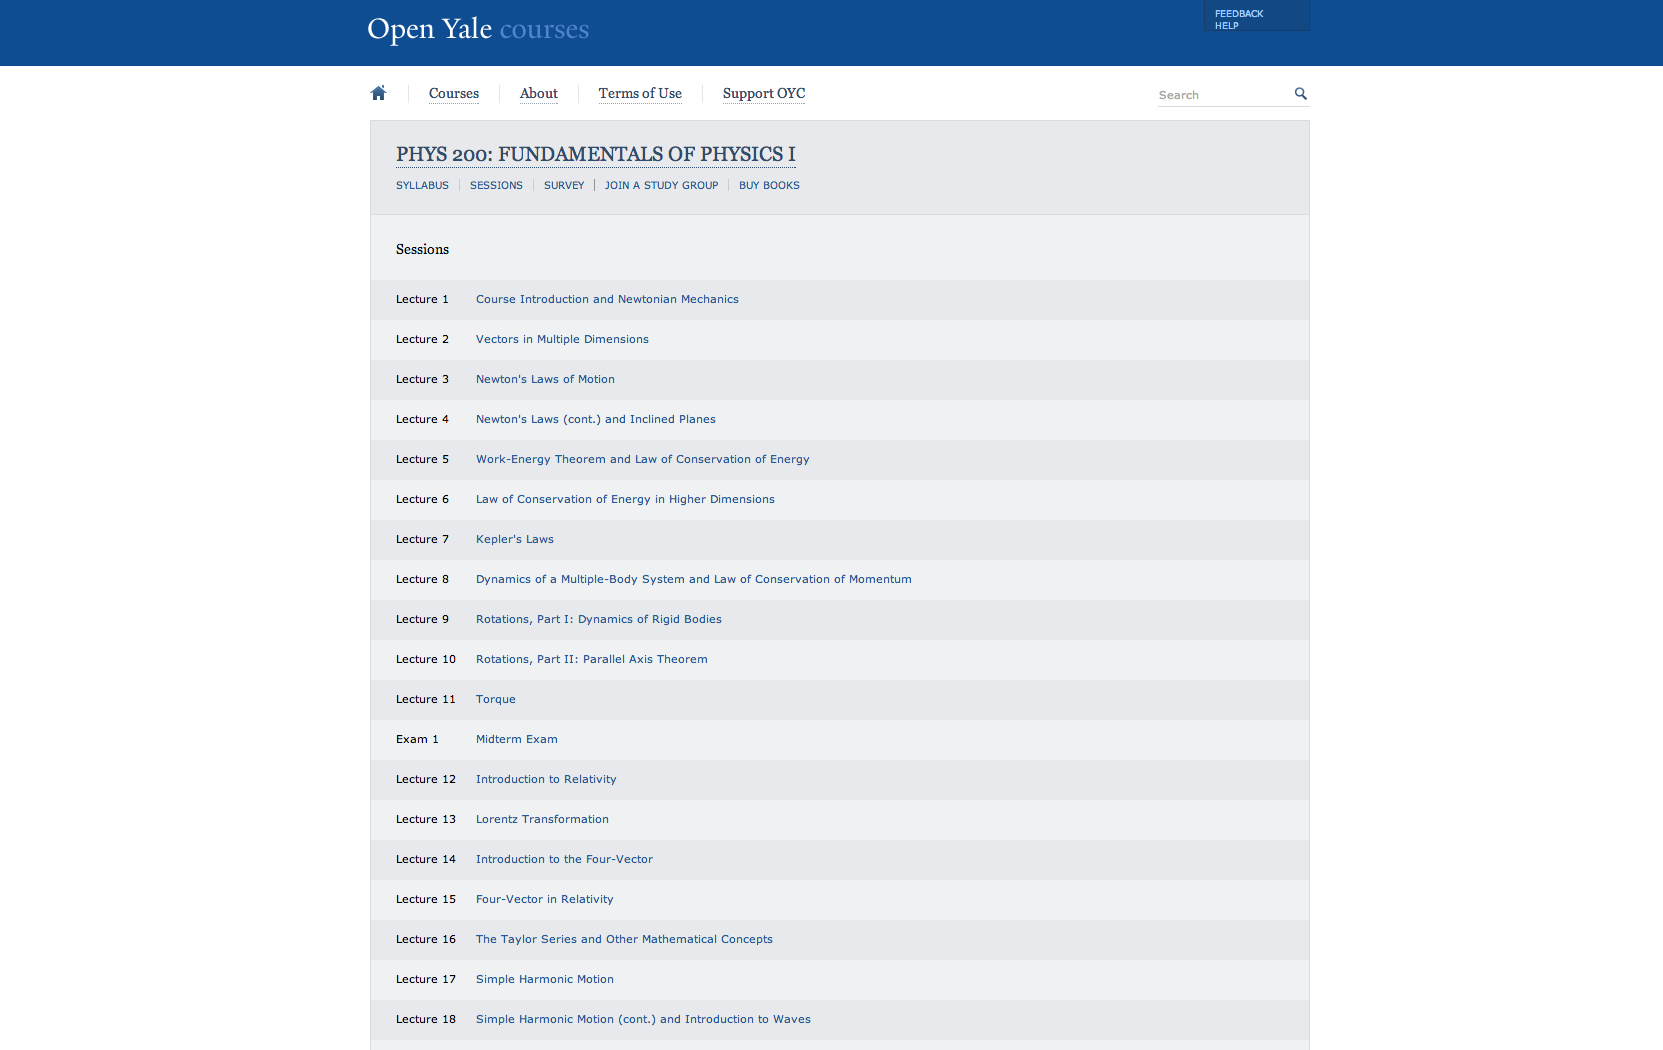 Open Yale courses
FEEDBACK
HELP
Courses
About
Terms of Use
Support OYC
Search
PHYS 200: FUNDAMENTALS OF PHYSICS I
SYLLABUS
SESSIONS
SURVEY
JOIN A STUDY GROUP
BUY BOOKS
Sessions
Lecture 1 Course Introduction and Newtonian Mechanics
Lecture 2 Vectors in Multiple Dimensions
Lecture 3 Newton's Laws of Motion
Lecture 4 Newton's Laws (cont.) and Inclined Planes
Lecture 5 Work-Energy Theorem and Law of Conservation of Energy
Lecture 6 Law of Conservation of Energy in Higher Dimensions
Lecture 7 Kepler's Laws
Lecture 8 Dynamics of a Multiple-Body System and Law of Conservation of Momentum
Lecture 9 Rotations, Part I: Dynamics of Rigid Bodies
Lecture 10 Rotations, Part II: Parallel Axis Theorem
Lecture 11 Torque
Exam 1 Midterm Exam
Lecture 12 Introduction to Relativity
Lecture 13 Lorentz Transformation
Lecture 14 Introduction to the Four-Vector
Lecture 15 Four-Vector in Relativity
Lecture 16 The Taylor Series and Other Mathematical Concepts
Lecture 17 Simple Harmonic Motion
Lecture 18 Simple Harmonic Motion (cont.) and Introduction to Waves